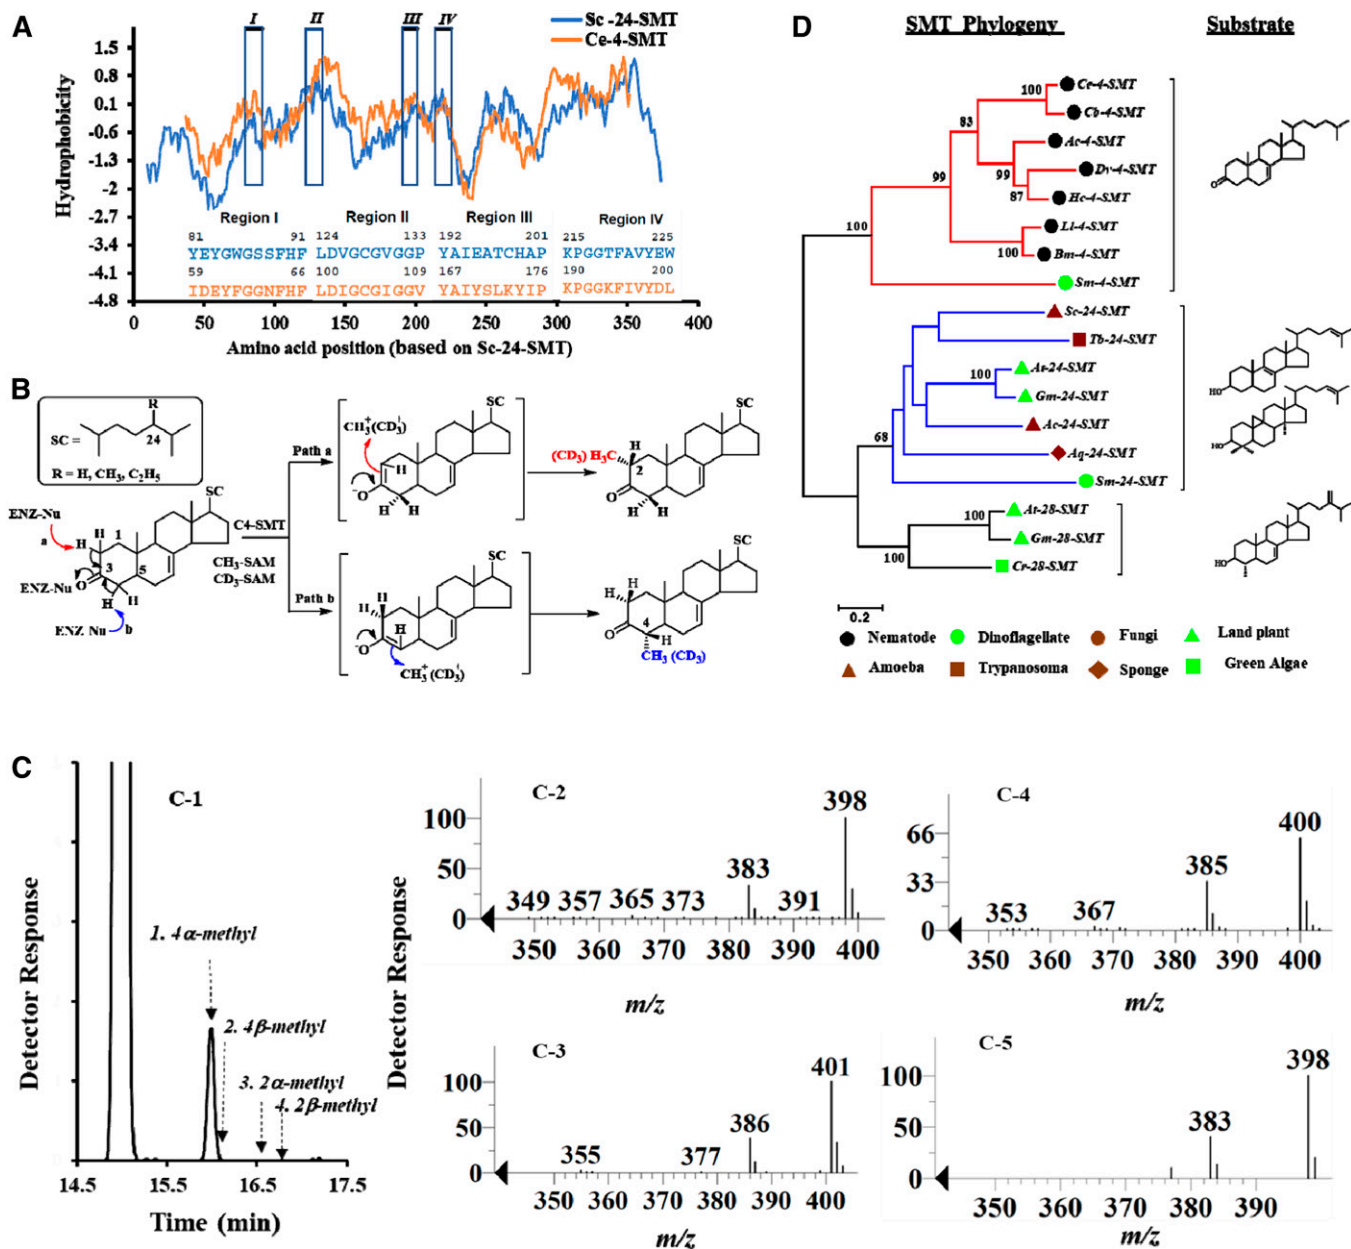 A
I
II
III
IV
Sc -24-SMT
Ce-4-SMT
Hydrophobicity
1.5
0.8
0.1
-0.6
-1.3
-2
-2.7
-3.4
-4.1
-4.8
Region I
Region II
Region III
Region IV
81 91 124 133 192 201 215 225
YEYGWGSSFHF LDVGCGVGGP YAIEATCHAP KPGGTFAVYEW
59 66 100 109 167 176 190 200
IDEYFGGNFHF LDIGCGIGGV YAIYSLKYIP KPGGKFIVYDL
0 50 100 150 200 250 300 350 400
Amino acid position (based on Sc-24-SMT)
B
SC =
R
24
R = H, CH₃, C₂H₅
ENZ-Nu
a
H
H
1
3
5
O
H
H
SC
ENZ-Nu
ENZ Nu
b
C4-SMT
CH₃-SAM
CD₃-SAM
Path a
CH₃⁺(CD₃⁺)
SC
H
⁻O
H
H
(CD₃) H₃C
H
2
O
H
H
SC
Path b
SC
H
H
⁻O
H
CH₃⁺(CD₃⁺)
SC
H
H
O
4
H
CH₃ (CD₃)
C
C-1
Detector Response
1. 4α-methyl
2. 4β-methyl
3. 2α-methyl
4. 2β-methyl
14.5 15.5 16.5 17.5
Time (min)
Detector Response
C-2
100
50
0
349 357 365 373 383 391 398
350 360 370 380 390 400
m/z
C-3
100
50
0
355 377 386 401
350 360 370 380 390 400
m/z
C-4
66
33
0
353 367 385 400
350 360 370 380 390 400
m/z
C-5
100
50
0
383 398
350 360 370 380 390
m/z
D
SMT Phylogeny
Substrate
100
Ce-4-SMT
Cb-4-SMT
83
Ac-4-SMT
99
Dv-4-SMT
87
Hc-4-SMT
99
Ll-4-SMT
100
Bm-4-SMT
100
Sm-4-SMT
Sc-24-SMT
Tb-24-SMT
At-24-SMT
100
Gm-24-SMT
Ac-24-SMT
68
Aq-24-SMT
Sm-24-SMT
At-28-SMT
100
Gm-28-SMT
100
Cr-28-SMT
O
HO
HO
HO
0.2
Nematode
Dinoflagellate
Fungi
Land plant
Amoeba
Trypanosoma
Sponge
Green Algae